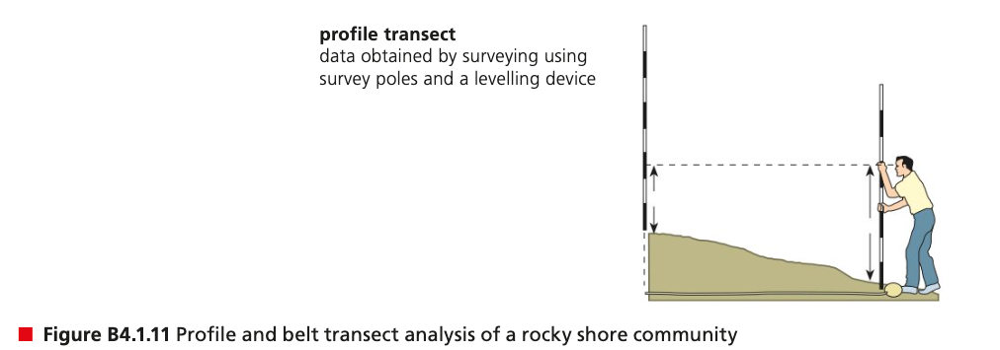 profile transect
data obtained by surveying using
survey poles and a levelling device
Figure B4.1.11 Profile and belt transect analysis of a rocky shore community